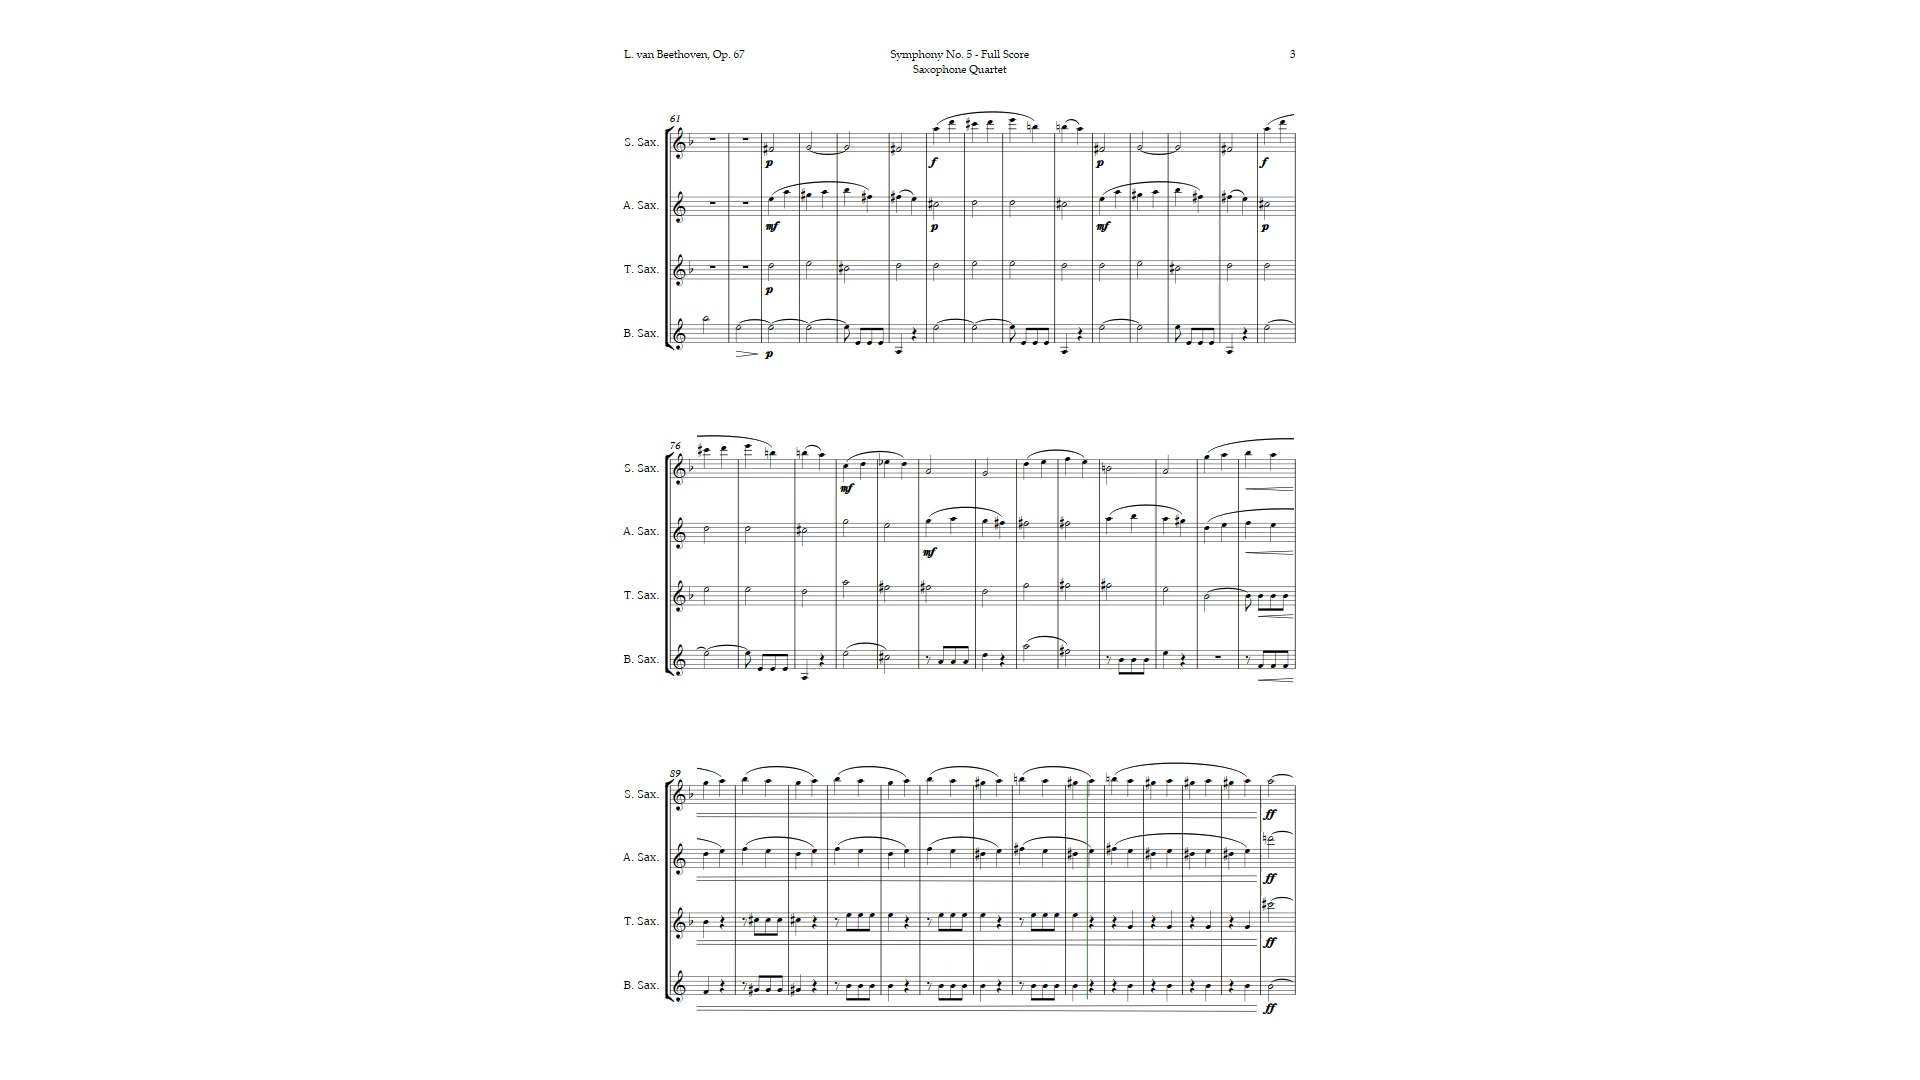 L. van Beethoven, Op. 67
Symphony No. 5 - Full Score
3
Saxophone Quartet
61
S. Sax.
p
f
p
f
A. Sax.
mf
p
mf
p
T. Sax.
p
B. Sax.
p
76
S. Sax.
mf
A. Sax.
mf
T. Sax.
B. Sax.
89
S. Sax.
ff
A. Sax.
ff
T. Sax.
ff
B. Sax.
ff